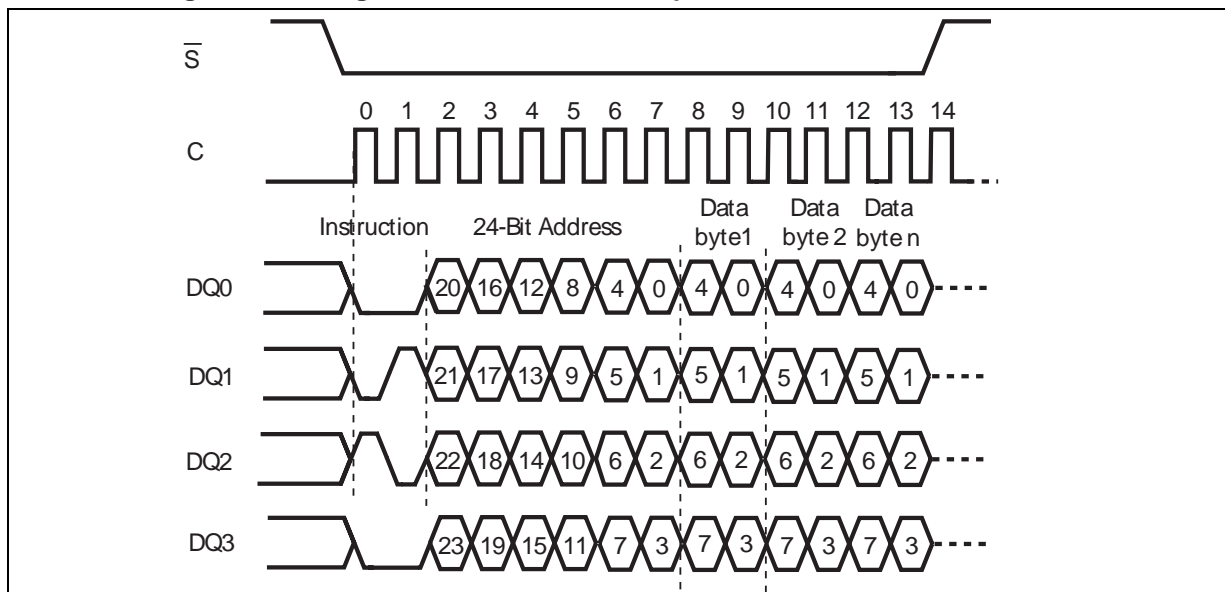 S
0 1 2 3 4 5 6 7 8 9 10 11 12 13 14
C
Instruction 24-Bit Address Data byte1 Data byte 2 Data byte n
DQ0 20 16 12 8 4 0 4 0 4 0 4 0
DQ1 21 17 13 9 5 1 5 1 5 1 5 1
DQ2 22 18 14 10 6 2 6 2 6 2 6 2
DQ3 23 19 15 11 7 3 7 3 7 3 7 3